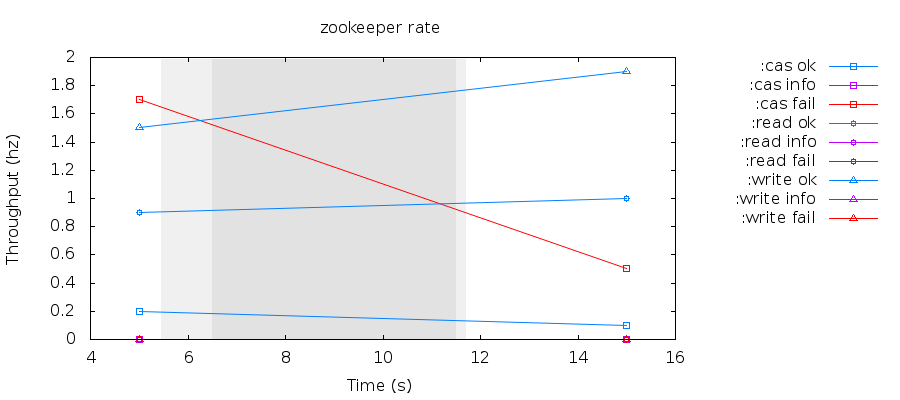 zookeeper rate
Throughput (hz)
2
1.8
1.6
1.4
1.2
1
0.8
0.6
0.4
0.2
0
4 6 8 10 12 14 16
Time (s)
:cas ok
:cas info
:cas fail
:read ok
:read info
:read fail
:write ok
:write info
:write fail